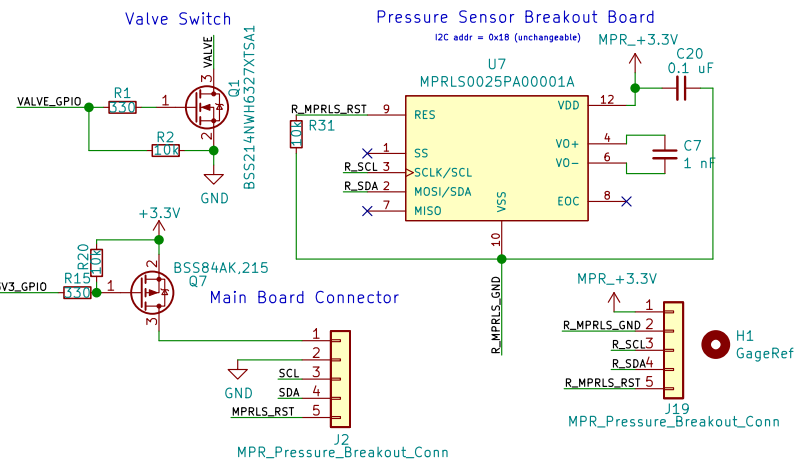 Valve Switch
VALVE
3
Q1
BSS214NWH6327XTSA1
VALVE_GPIO
R1
330
1
R2
10k
2
GND
Pressure Sensor Breakout Board
I2C addr = 0x18 (unchangeable)
MPR_+3.3V
C20
0.1 uF
U7
MPRLS0025PA00001A
R_MPRLS_RST
10k
R31
9
RES
1
SS
R_SCL
3
SCLK/SCL
R_SDA
2
MOSI/SDA
7
MISO
VDD
12
VO+
4
VO-
6
C7
1 nF
EOC
8
VSS
10
R_MPRLS_GND
+3.3V
R20
10k
3V3_GPIO
R15
330
1
2
BSS84AK,215
Q7
3
Main Board Connector
1
2
GND
SCL
3
SDA
4
MPRLS_RST
5
J2
MPR_Pressure_Breakout_Conn
MPR_+3.3V
1
R_MPRLS_GND
2
R_SCL
3
R_SDA
4
R_MPRLS_RST
5
J19
MPR_Pressure_Breakout_Conn
H1
GageRef